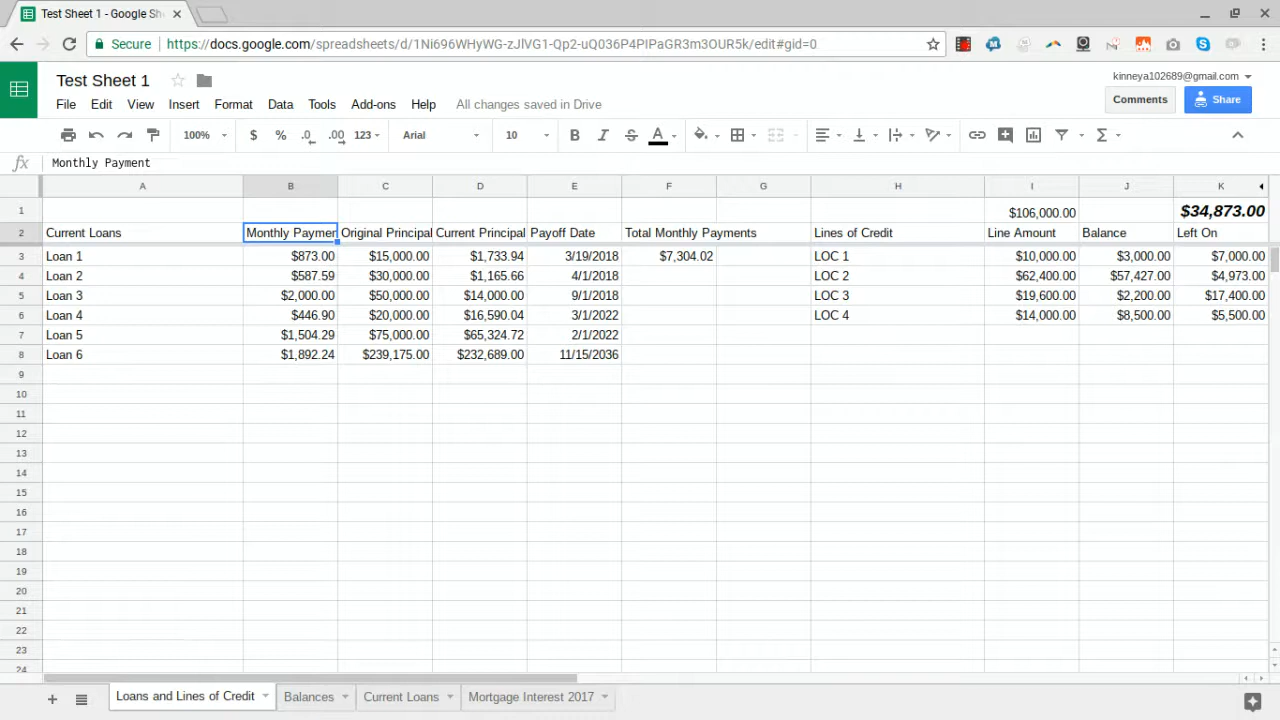 Test Sheet 1 - Google Sh
Secure https://docs.google.com/spreadsheets/d/1Ni696WHyWG-zJlVG1-Qp2-uQ036P4PIPaGR3m3OUR5k/edit#gid=0
Test Sheet 1
kinneya102689@gmail.com
File Edit View Insert Format Data Tools Add-ons Help All changes saved in Drive
Comments Share
100% $ % .0 .00 123 Arial 10 B I S A
fx Monthly Payment
A B C D E F G H I J K
1 $106,000.00 $34,873.00
2 Current Loans Monthly Paymen Original Principal Current Principal Payoff Date Total Monthly Payments Lines of Credit Line Amount Balance Left On
3 Loan 1 $873.00 $15,000.00 $1,733.94 3/19/2018 $7,304.02 LOC 1 $10,000.00 $3,000.00 $7,000.00
4 Loan 2 $587.59 $30,000.00 $1,165.66 4/1/2018 LOC 2 $62,400.00 $57,427.00 $4,973.00
5 Loan 3 $2,000.00 $50,000.00 $14,000.00 9/1/2018 LOC 3 $19,600.00 $2,200.00 $17,400.00
6 Loan 4 $446.90 $20,000.00 $16,590.04 3/1/2022 LOC 4 $14,000.00 $8,500.00 $5,500.00
7 Loan 5 $1,504.29 $75,000.00 $65,324.72 2/1/2022
8 Loan 6 $1,892.24 $239,175.00 $232,689.00 11/15/2036
9
10
11
12
13
14
15
16
17
18
19
20
21
22
23
24
Loans and Lines of Credit Balances Current Loans Mortgage Interest 2017